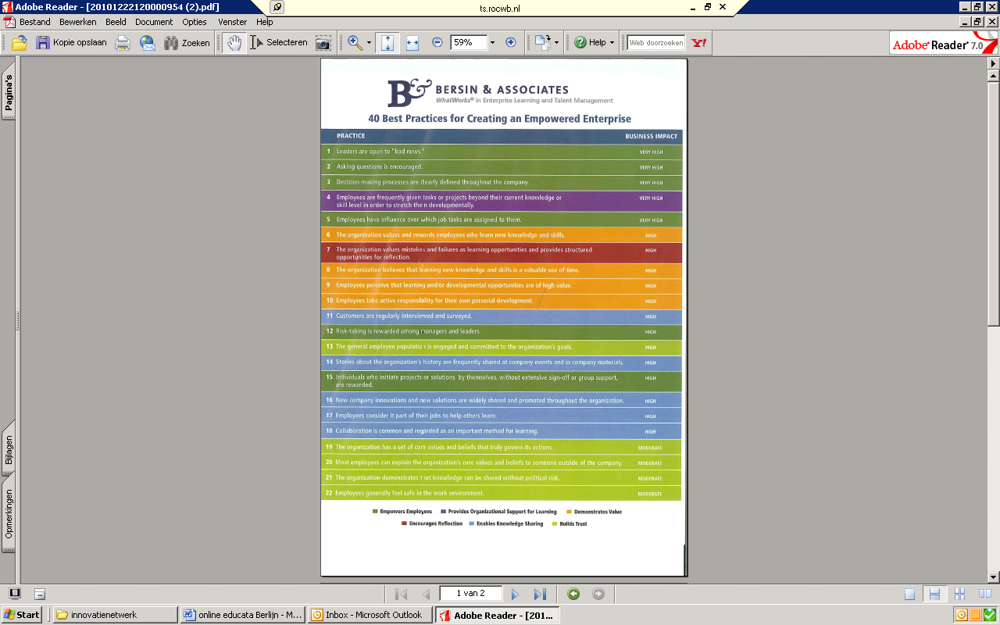 Adobe Reader - [20101222120000954 (2).pdf]
ts.rocwb.nl
Bestand Bewerken Beeld Document Opties Venster Help
Kopie opslaan Zoeken Selecteren 59% Help Web doorzoeken Y! Adobe Reader 7.0
Pagina's
Bijlagen
Opmerkingen
B& BERSIN & ASSOCIATES
WhatWorks® in Enterprise Learning and Talent Management
40 Best Practices for Creating an Empowered Enterprise
PRACTICE BUSINESS IMPACT
1 Leaders are open to "bad news." VERY HIGH
2 Asking questions is encouraged. VERY HIGH
3 Decision-making processes are clearly defined throughout the company. VERY HIGH
4 Employees are frequently given tasks or projects beyond their current knowledge or VERY HIGH
skill level in order to stretch them developmentally.
5 Employees have influence over which job tasks are assigned to them. VERY HIGH
6 The organization values and rewards employees who learn new knowledge and skills. HIGH
7 The organization values mistakes and failures as learning opportunities and provides structured HIGH
opportunities for reflection.
8 The organization believes that learning new knowledge and skills is a valuable use of time. HIGH
9 Employees perceive that learning and/or developmental opportunities are of high value. HIGH
10 Employees take active responsibility for their own personal development. HIGH
11 Customers are regularly interviewed and surveyed. HIGH
12 Risk-taking is rewarded among managers and leaders. HIGH
13 The general employee population is engaged and committed to the organization's goals. HIGH
14 Stories about the organization's history are frequently shared at company events and in company materials. HIGH
15 Individuals who initiate projects or solutions by themselves, without extensive sign-off or group support, HIGH
are rewarded.
16 New company innovations and new solutions are widely shared and promoted throughout the organization. HIGH
17 Employees consider it part of their jobs to help others learn. HIGH
18 Collaboration is common and regarded as an important method for learning. HIGH
19 The organization has a set of core values and beliefs that truly govern its actions. MODERATE
20 Most employees can explain the organization's core values and beliefs to someone outside of the company. MODERATE
21 The organization demonstrates that knowledge can be shared without political risk. MODERATE
22 Employees generally feel safe in the work environment. MODERATE
Empowers Employees Provides Organizational Support for Learning Demonstrates Value
Encourages Reflection Enables Knowledge Sharing Builds Trust
1 van 2
Start innovatienetwerk online educata Berlijn - M... Inbox - Microsoft Outlook Adobe Reader - [201...